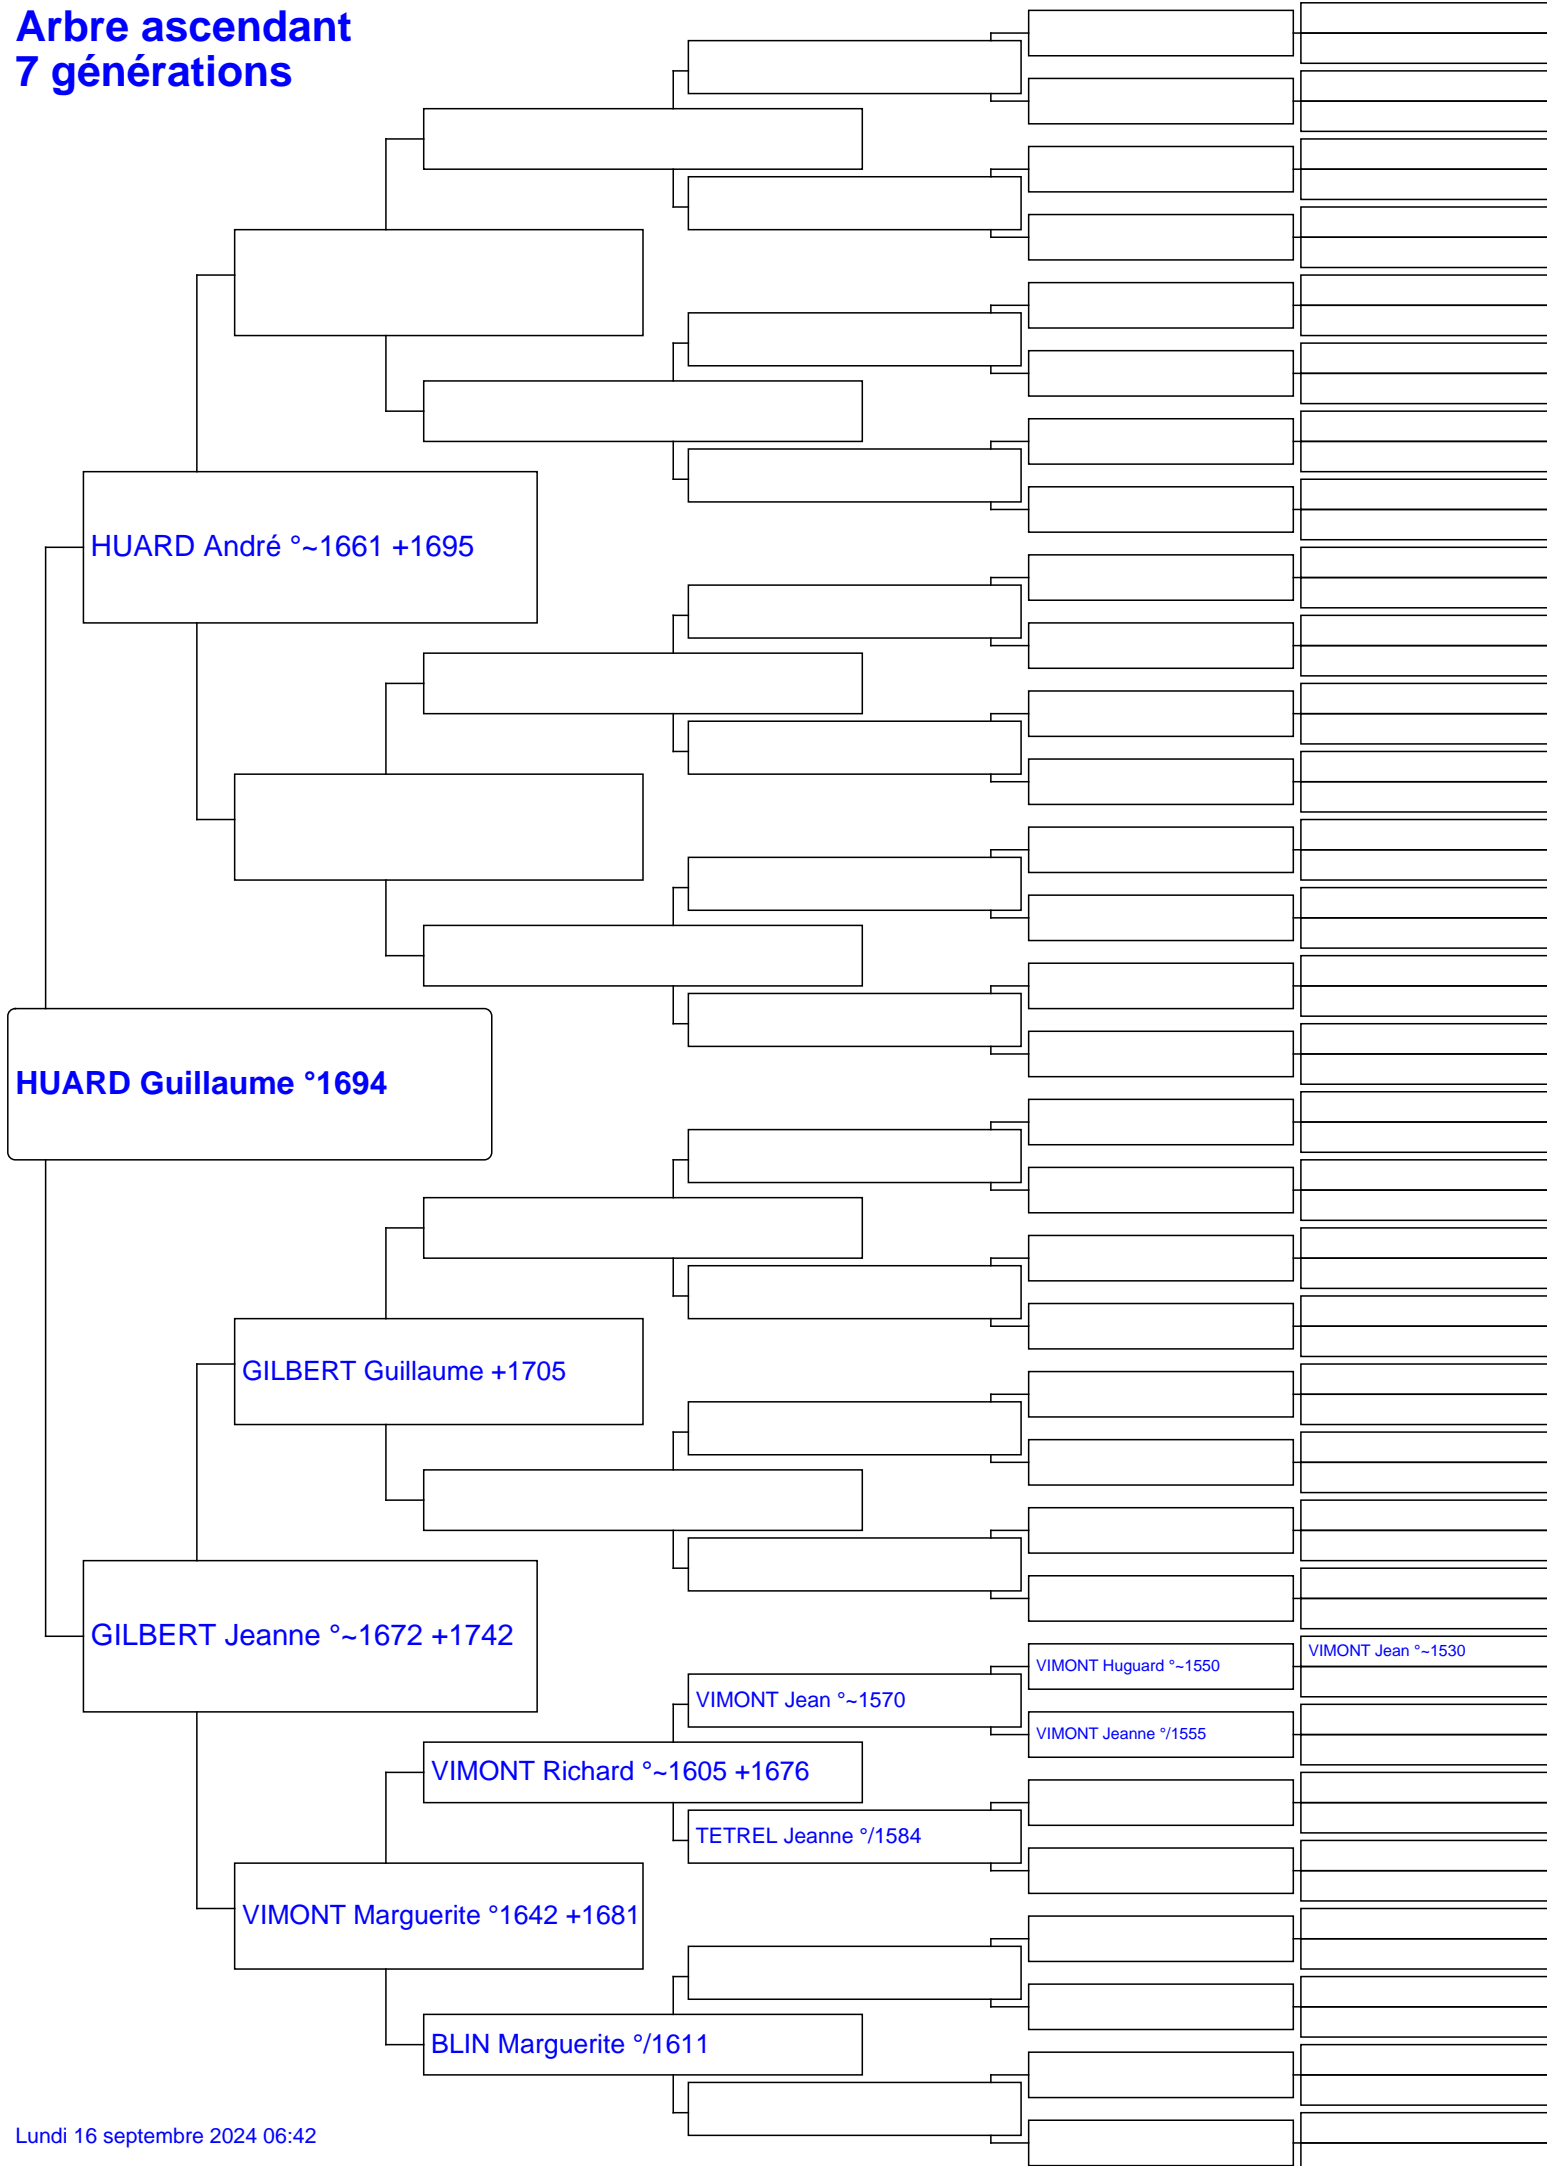 Arbre ascendant
7 générations
HUARD André °~1661 +1695
HUARD Guillaume °1694
GILBERT Guillaume +1705
GILBERT Jeanne °~1672 +1742
VIMONT Huguard °~1550
VIMONT Jean °~1530
VIMONT Jean °~1570
VIMONT Jeanne °/1555
VIMONT Richard °~1605 +1676
TETREL Jeanne °/1584
VIMONT Marguerite °1642 +1681
BLIN Marguerite °/1611
Lundi 16 septembre 2024 06:42